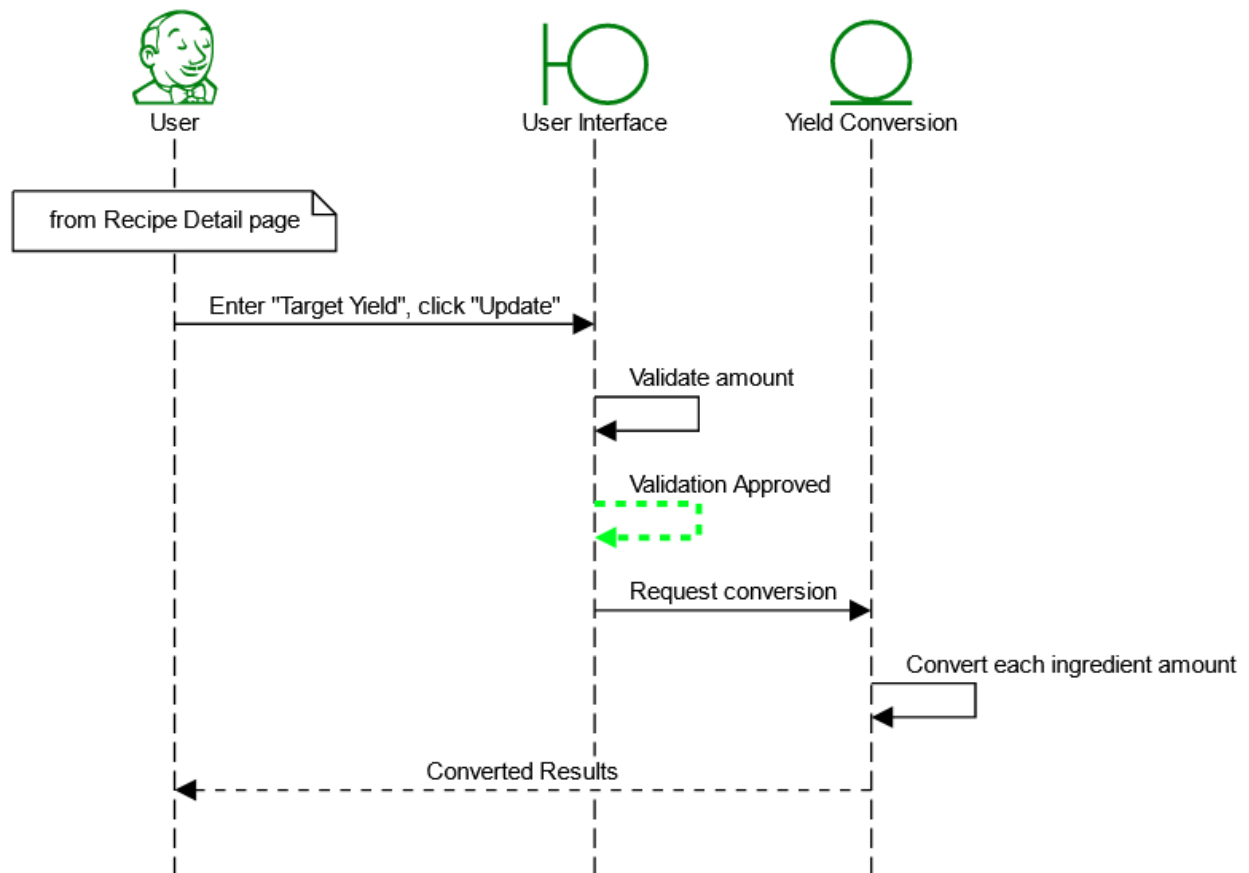 User
User Interface
Yield Conversion
from Recipe Detail page
Enter "Target Yield", click "Update"
Validate amount
Validation Approved
Request conversion
Convert each ingredient amount
Converted Results